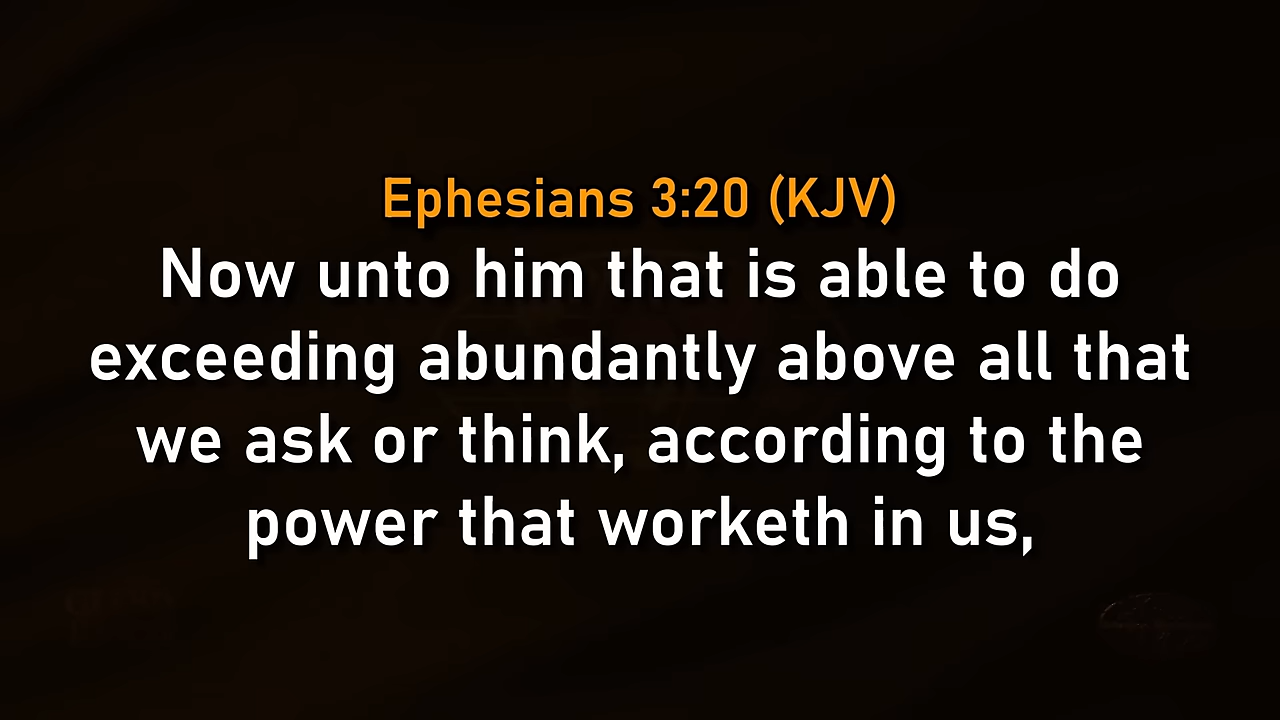 Ephesians 3:20 (KJV)
Now unto him that is able to do
exceeding abundantly above all that
we ask or think, according to the
power that worketh in us,